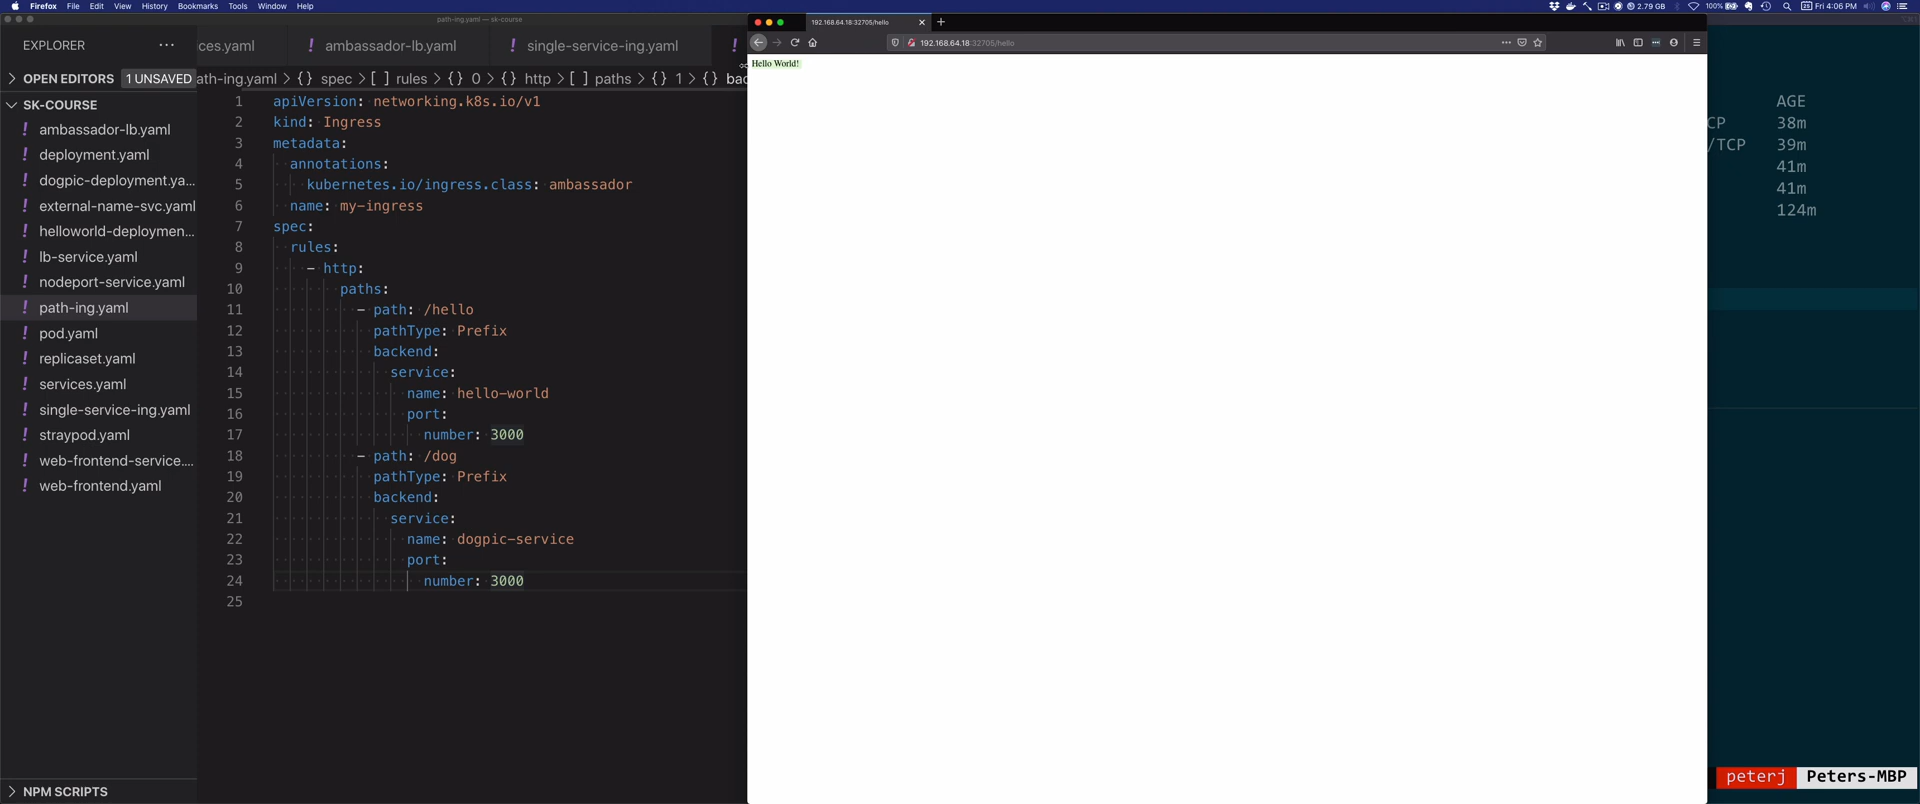 Firefox File Edit View History Bookmarks Tools Window Help
2.79 GB 100% Fri 4:06 PM
path-ing.yaml — sk-course
EXPLORER ···
ces.yaml ! ambassador-lb.yaml ! single-service-ing.yaml !
OPEN EDITORS 1 UNSAVED
ath-ing.yaml > {} spec > [ ] rules > {} 0 > {} http > [ ] paths > {} 1 > {} bac
SK-COURSE
! ambassador-lb.yaml
! deployment.yaml
! dogpic-deployment.ya...
! external-name-svc.yaml
! helloworld-deploymen...
! lb-service.yaml
! nodeport-service.yaml
! path-ing.yaml
! pod.yaml
! replicaset.yaml
! services.yaml
! single-service-ing.yaml
! straypod.yaml
! web-frontend-service....
! web-frontend.yaml
NPM SCRIPTS
1 apiVersion: networking.k8s.io/v1
2 kind: Ingress
3 metadata:
4 annotations:
5 kubernetes.io/ingress.class: ambassador
6 name: my-ingress
7 spec:
8 rules:
9 - http:
10 paths:
11 - path: /hello
12 pathType: Prefix
13 backend:
14 service:
15 name: hello-world
16 port:
17 number: 3000
18 - path: /dog
19 pathType: Prefix
20 backend:
21 service:
22 name: dogpic-service
23 port:
24 number: 3000
25
192.168.64.18:32705/hello
192.168.64.18:32705/hello
Hello World!
AGE
CP 38m
/TCP 39m
41m
41m
124m
peterj Peters-MBP